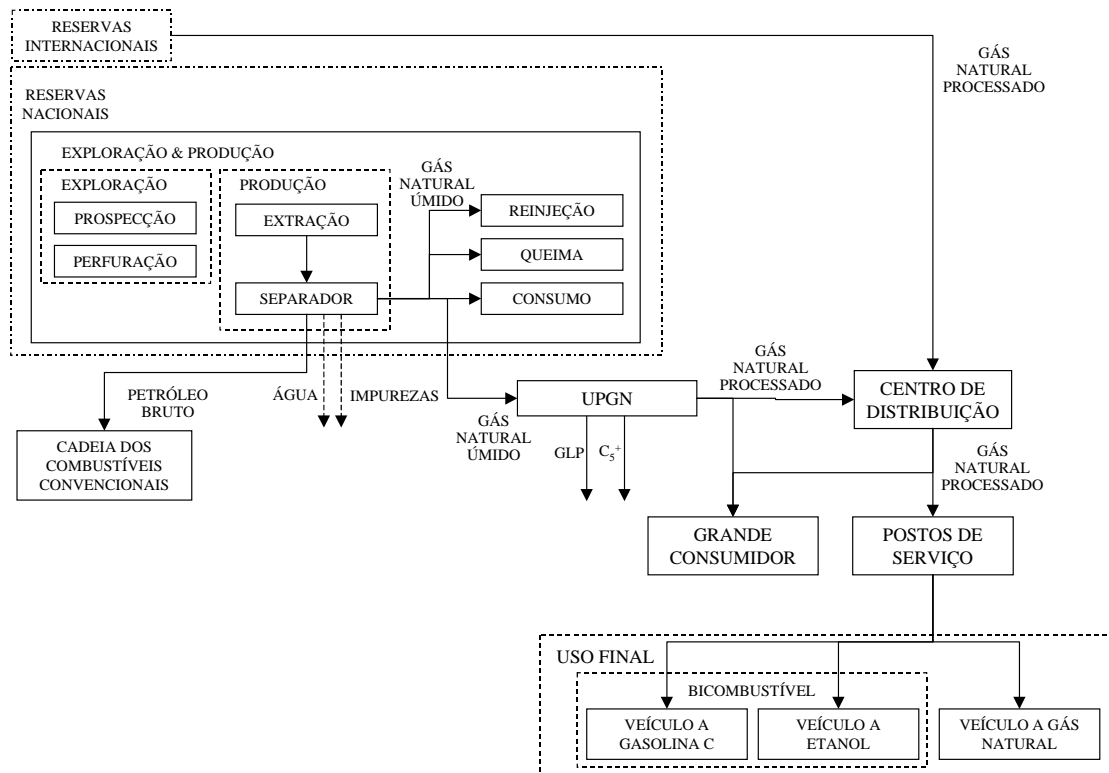 RESERVAS
INTERNACIONAIS
GÁS
NATURAL
PROCESSADO
RESERVAS
NACIONAIS
EXPLORAÇÃO & PRODUÇÃO
EXPLORAÇÃO
PROSPECÇÃO
PERFURAÇÃO
PRODUÇÃO
EXTRAÇÃO
SEPARADOR
GÁS
NATURAL
ÚMIDO
REINJEÇÃO
QUEIMA
CONSUMO
PETRÓLEO
BRUTO
ÁGUA
IMPUREZAS
CADEIA DOS
COMBUSTÍVEIS
CONVENCIONAIS
GÁS
NATURAL
ÚMIDO
UPGN
GLP
C5+
GÁS
NATURAL
PROCESSADO
CENTRO DE
DISTRIBUIÇÃO
GÁS
NATURAL
PROCESSADO
GRANDE
CONSUMIDOR
POSTOS DE
SERVIÇO
USO FINAL
BICOMBUSTÍVEL
VEÍCULO A
GASOLINA C
VEÍCULO A
ETANOL
VEÍCULO A GÁS
NATURAL